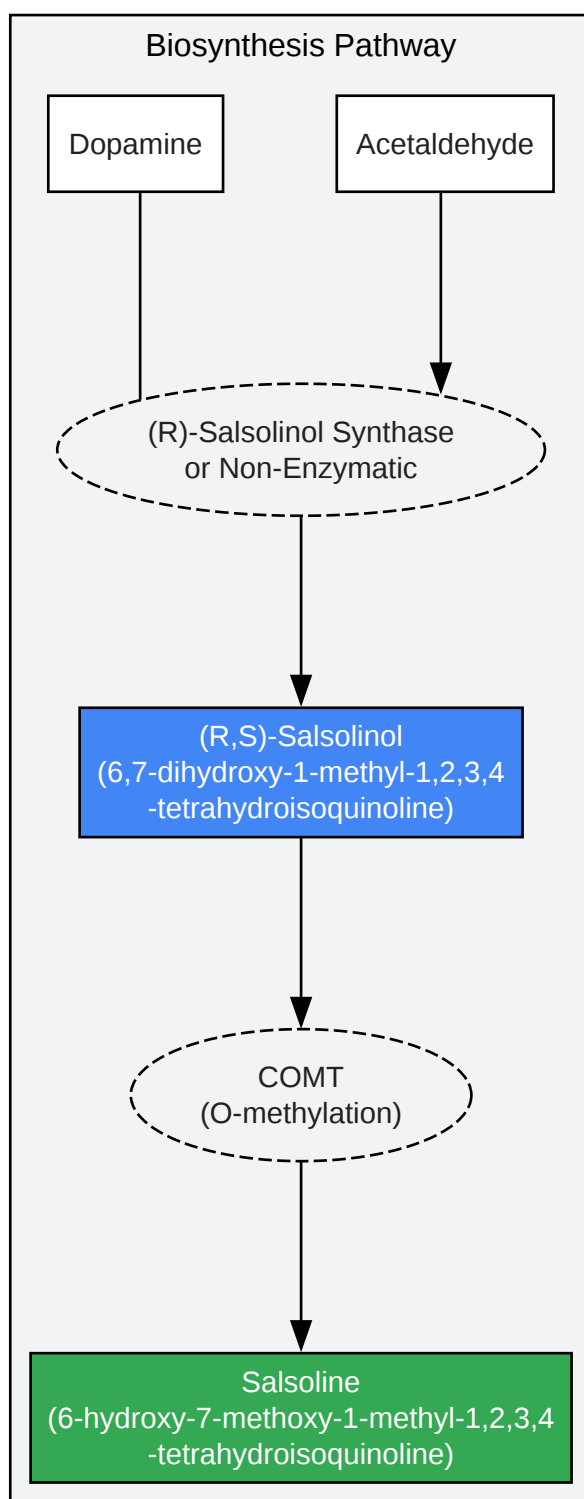 Biosynthesis Pathway
Dopamine
Acetaldehyde
(R)-Salsolinol Synthase
or Non-Enzymatic
(R,S)-Salsolinol
(6,7-dihydroxy-1-methyl-1,2,3,4
-tetrahydroisoquinoline)
COMT
(O-methylation)
Salsoline
(6-hydroxy-7-methoxy-1-methyl-1,2,3,4
-tetrahydroisoquinoline)